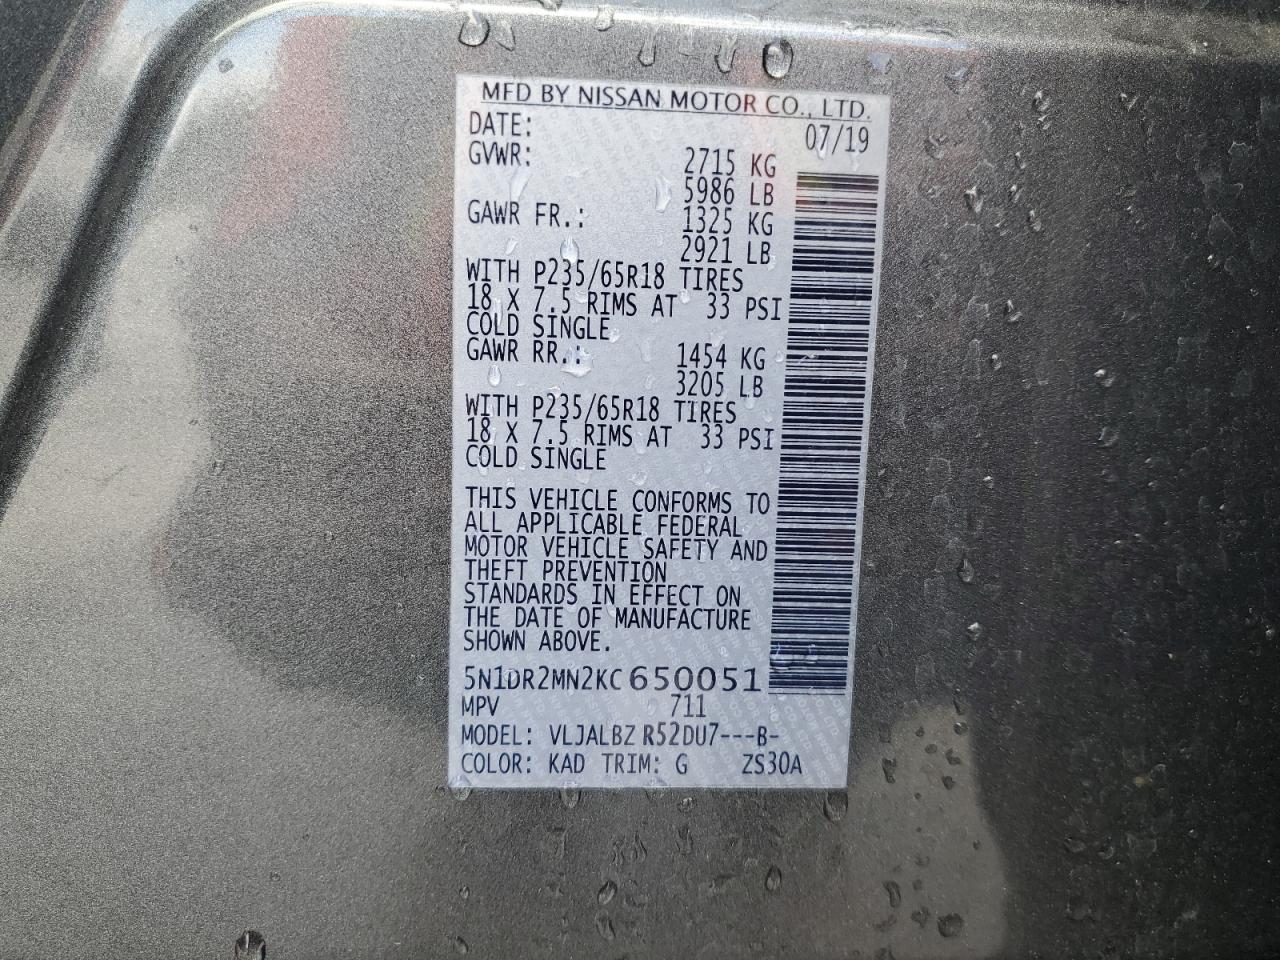 MFD BY NISSAN MOTOR CO., LTD.
DATE: 07/19
GVWR: 2715 KG
5986 LB
GAWR FR.: 1325 KG
2921 LB
WITH P235/65R18 TIRES
18 X 7.5 RIMS AT 33 PSI
COLD SINGLE
GAWR RR.: 1454 KG
3205 LB
WITH P235/65R18 TIRES
18 X 7.5 RIMS AT 33 PSI
COLD SINGLE
THIS VEHICLE CONFORMS TO
ALL APPLICABLE FEDERAL
MOTOR VEHICLE SAFETY AND
THEFT PREVENTION
STANDARDS IN EFFECT ON
THE DATE OF MANUFACTURE
SHOWN ABOVE.
5N1DR2MN2KC650051
MPV 711
MODEL: VLJALBZ R52DU7---B-
COLOR: KAD TRIM: G ZS30A